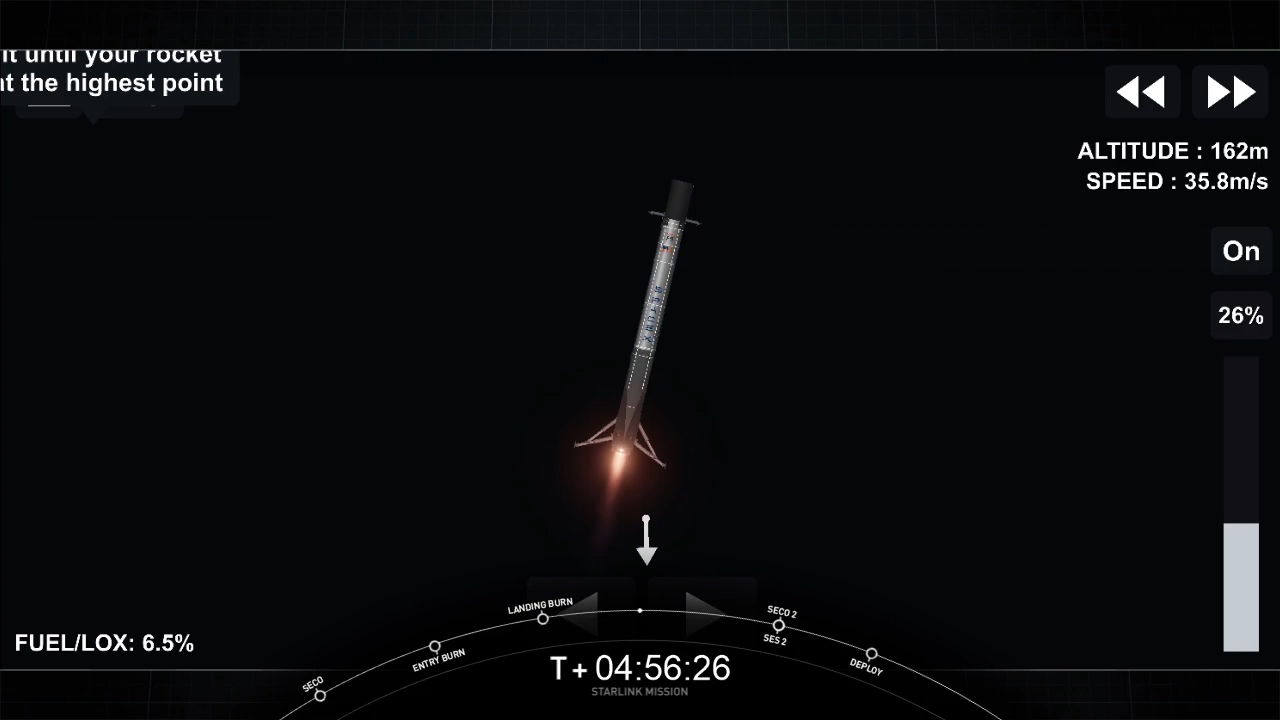 it until your rocket
at the highest point
ALTITUDE : 162m
SPEED : 35.8m/s
On
26%
FUEL/LOX: 6.5%
LANDING BURN
ENTRY BURN
SECO
SECO 2
SES 2
DEPLOY
T+ 04:56:26
STARLINK MISSION